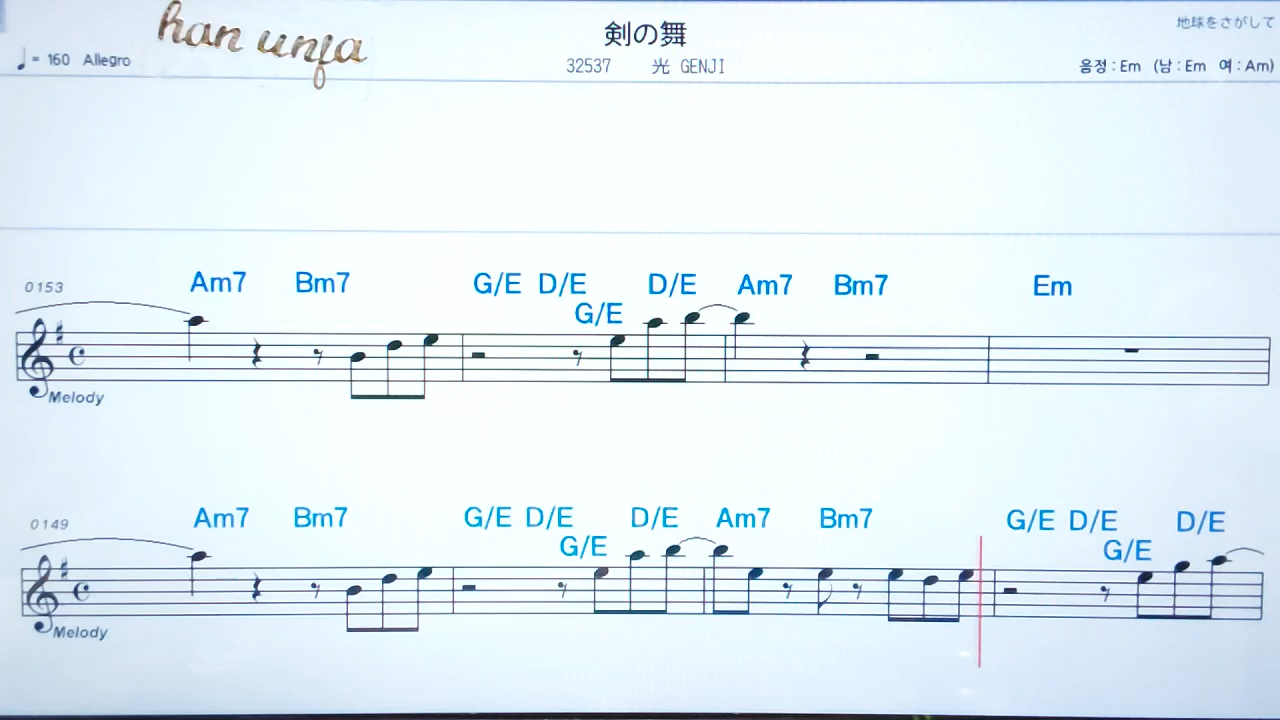 han unja
剣の舞
地球をさがして
♩= 160 Allegro
32537 光 GENJI
음정 : Em (남 : Em 여 : Am)
0153
Am7 Bm7 G/E D/E D/E Am7 Bm7 Em
G/E
Melody
0149
Am7 Bm7 G/E D/E D/E Am7 Bm7 G/E D/E D/E
G/E G/E
Melody